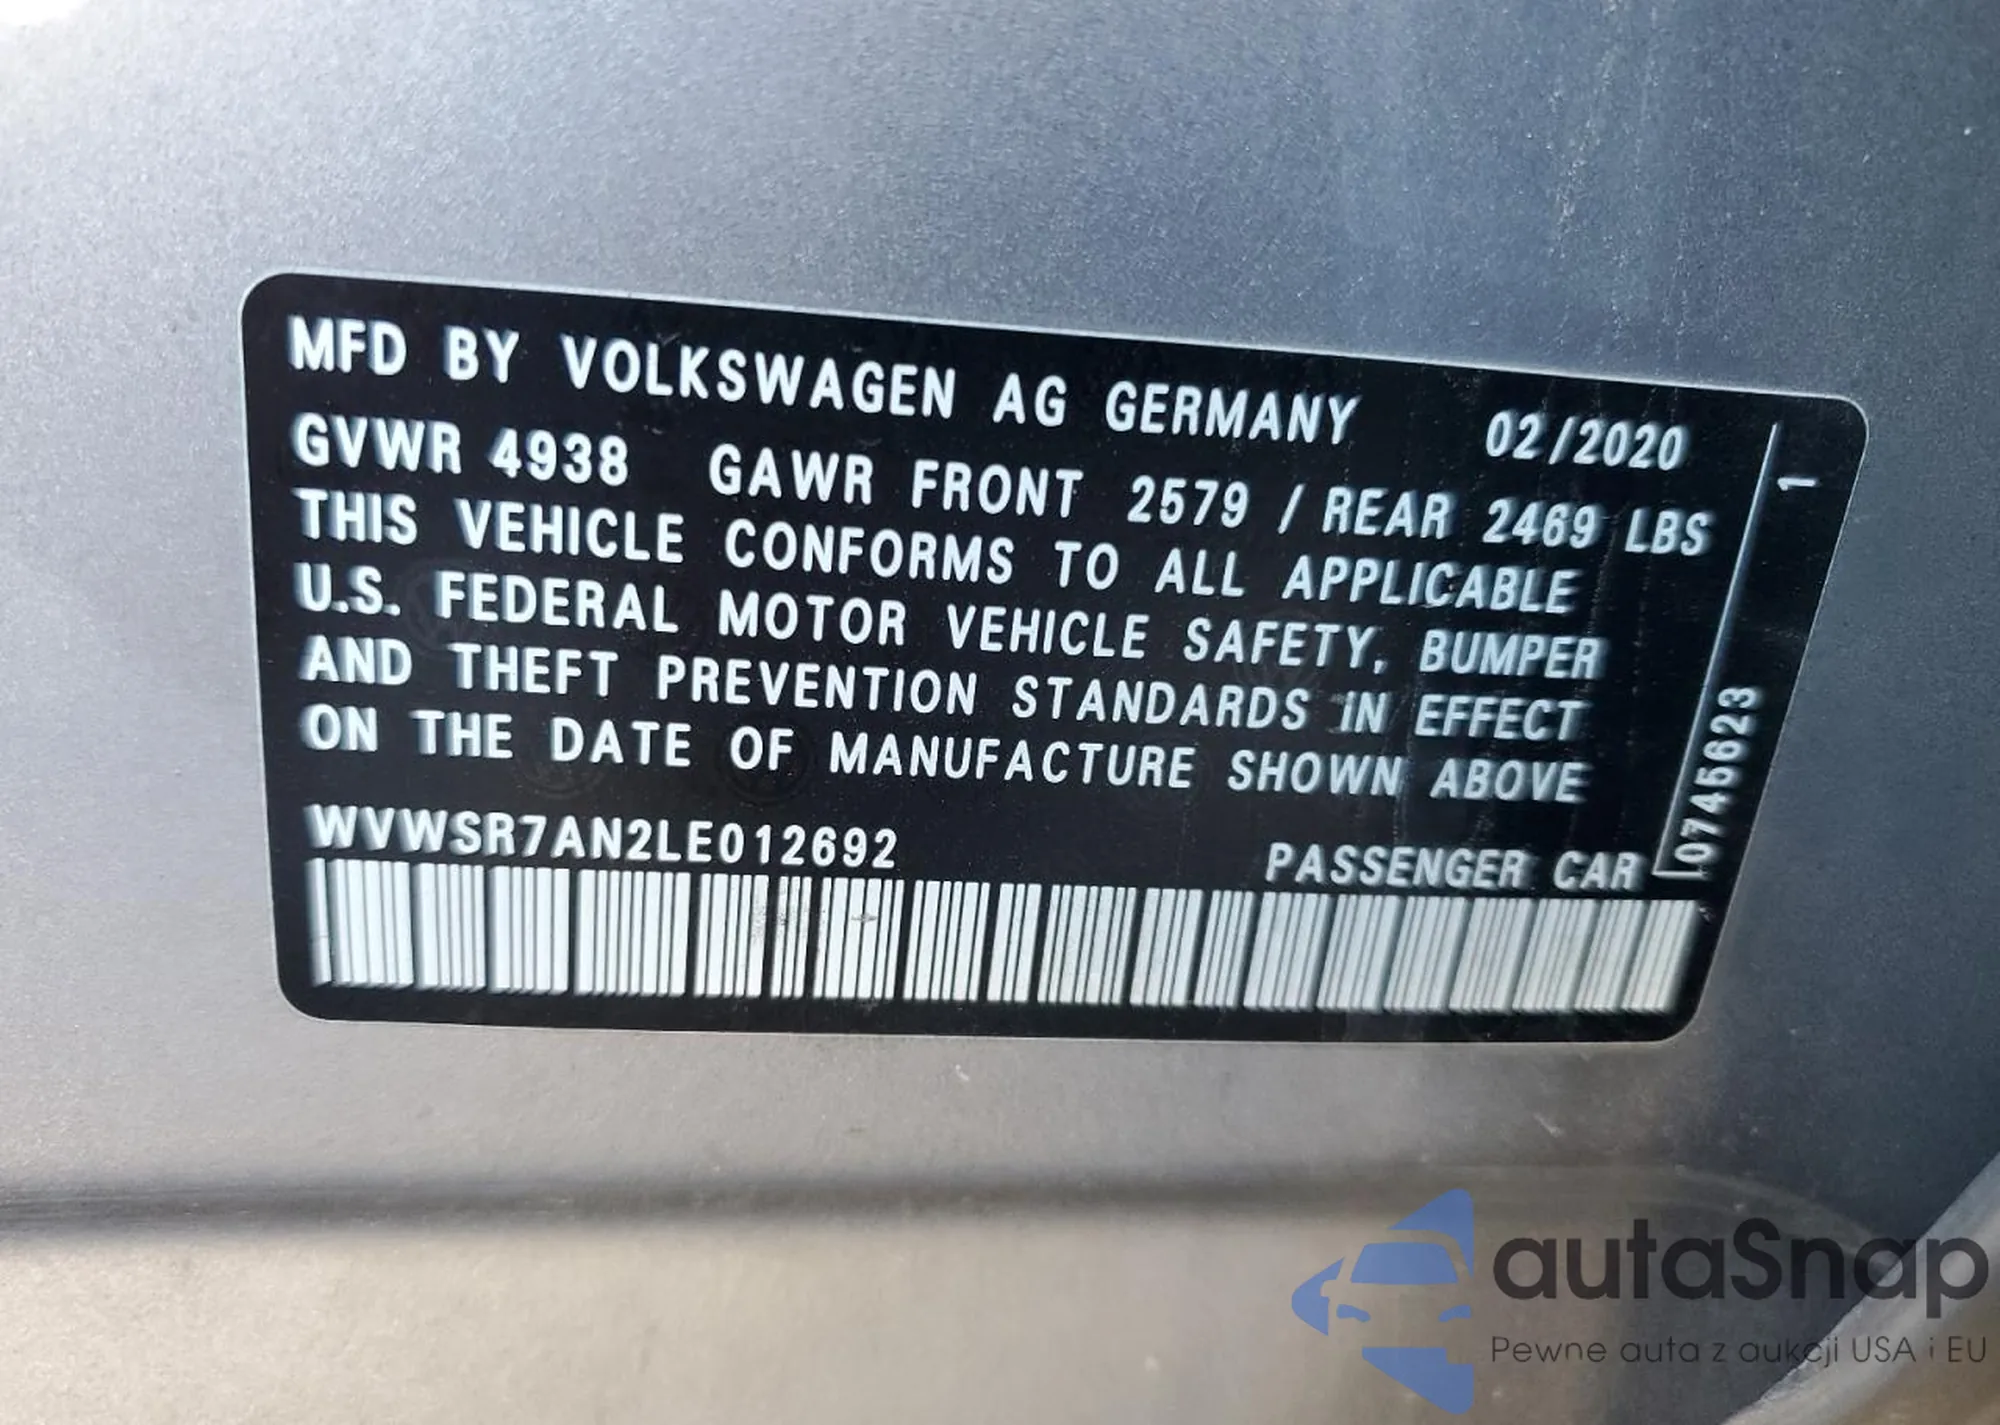 MFD BY VOLKSWAGEN AG GERMANY 02/2020
GVWR 4938 GAWR FRONT 2579 / REAR 2469 LBS
THIS VEHICLE CONFORMS TO ALL APPLICABLE
U.S. FEDERAL MOTOR VEHICLE SAFETY, BUMPER
AND THEFT PREVENTION STANDARDS IN EFFECT
ON THE DATE OF MANUFACTURE SHOWN ABOVE
WVWSR7AN2LE012692 PASSENGER CAR
0745623 1
autaSnap
Pewne auta z aukcji USA i EU